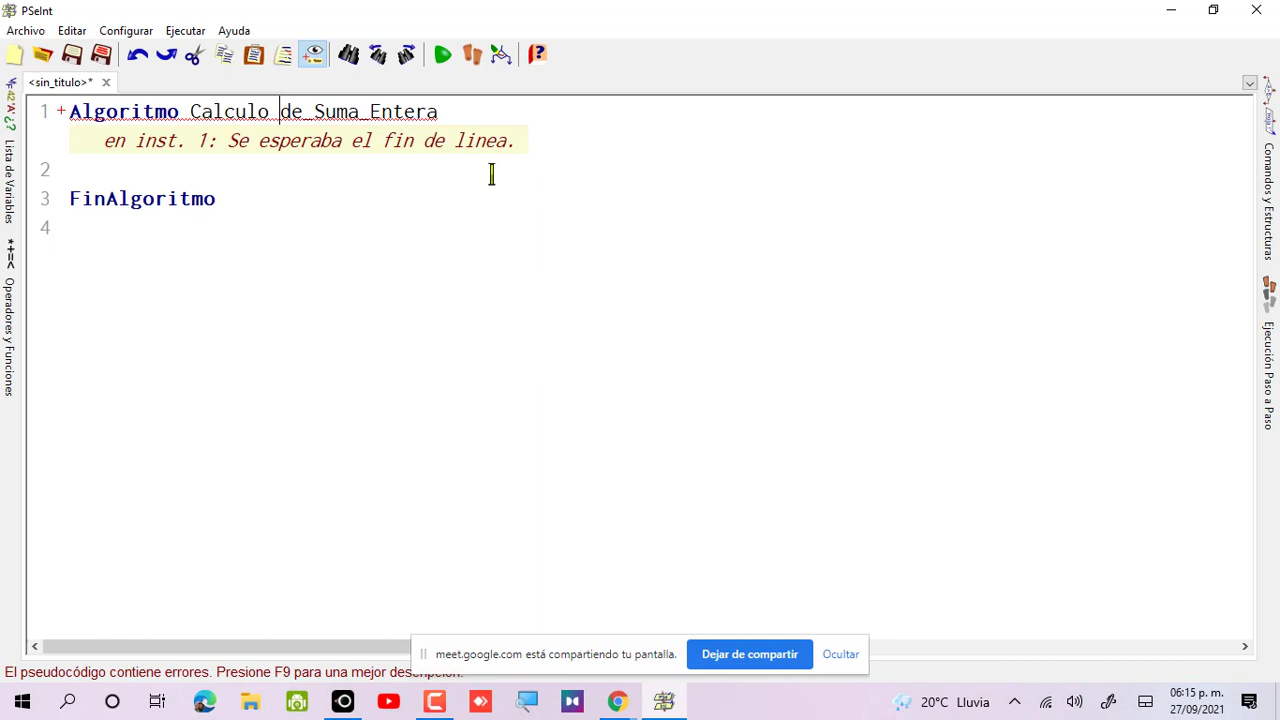 PSeInt
Archivo Editar Configurar Ejecutar Ayuda
<sin_titulo>*
1 Algoritmo Calculo de_Suma_Entera
en inst. 1: Se esperaba el fin de linea.
2
3 FinAlgoritmo
4
Lista de Variables
*+=< Operadores y Funciones
Comandos y Estructuras
Ejecución Paso a Paso
meet.google.com está compartiendo tu pantalla. Dejar de compartir Ocultar
El pseudocódigo contiene errores. Presione F9 para una mejor descripción.
20°C Lluvia
06:15 p. m.
27/09/2021